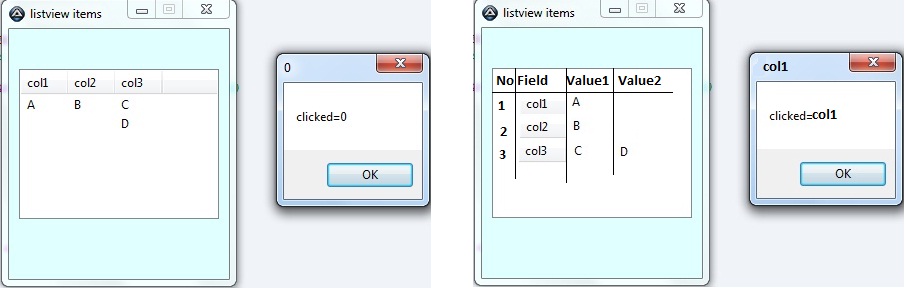 listview items
col1 col2 col3
A B C
D
0
clicked=0
OK
listview items
No Field Value1 Value2
1 col1 A
2 col2 B
3 col3 C D
col1
clicked=col1
OK